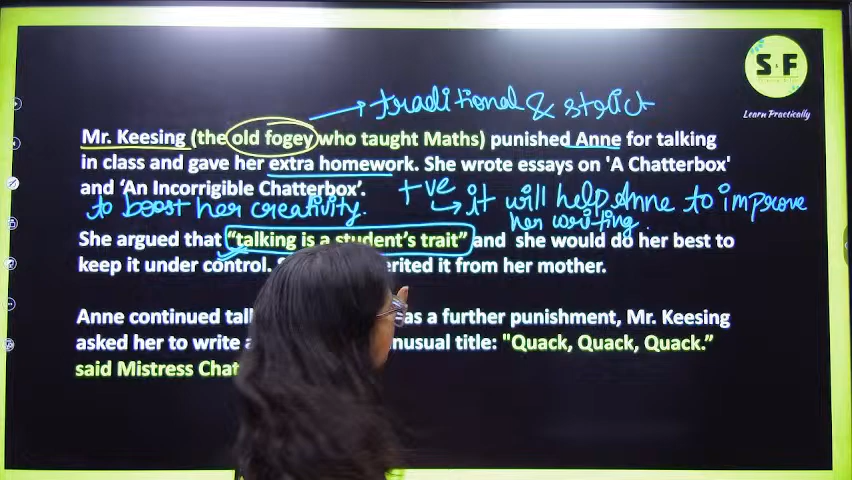 S&F
Learn Practically
traditional & strict
Mr. Keesing (the old fogey who taught Maths) punished Anne for talking
in class and gave her extra homework. She wrote essays on 'A Chatterbox'
and ‘An Incorrigible Chatterbox’.
+ve it will help Anne to improve
her writing.
to boost her creativity.
She argued that “talking is a student’s trait” and she would do her best to
keep it under control. erited it from her mother.
Anne continued tal as a further punishment, Mr. Keesing
asked her to write a nusual title: "Quack, Quack, Quack.”
said Mistress Chat